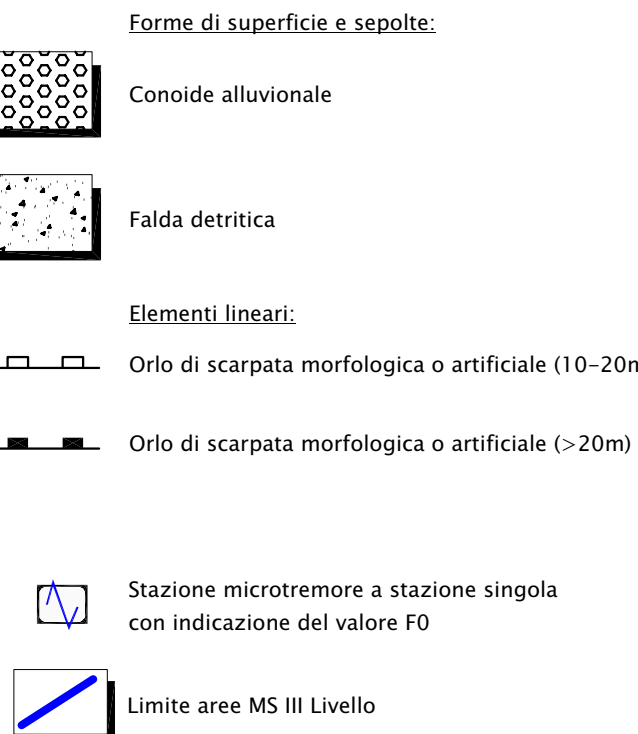 Forme di superficie e sepolte:
Conoide alluvionale
Falda detritica
Elementi lineari:
Orlo di scarpata morfologica o artificiale (10-20m
Orlo di scarpata morfologica o artificiale (>20m)
Stazione microtremore a stazione singola
con indicazione del valore F0
Limite aree MS III Livello